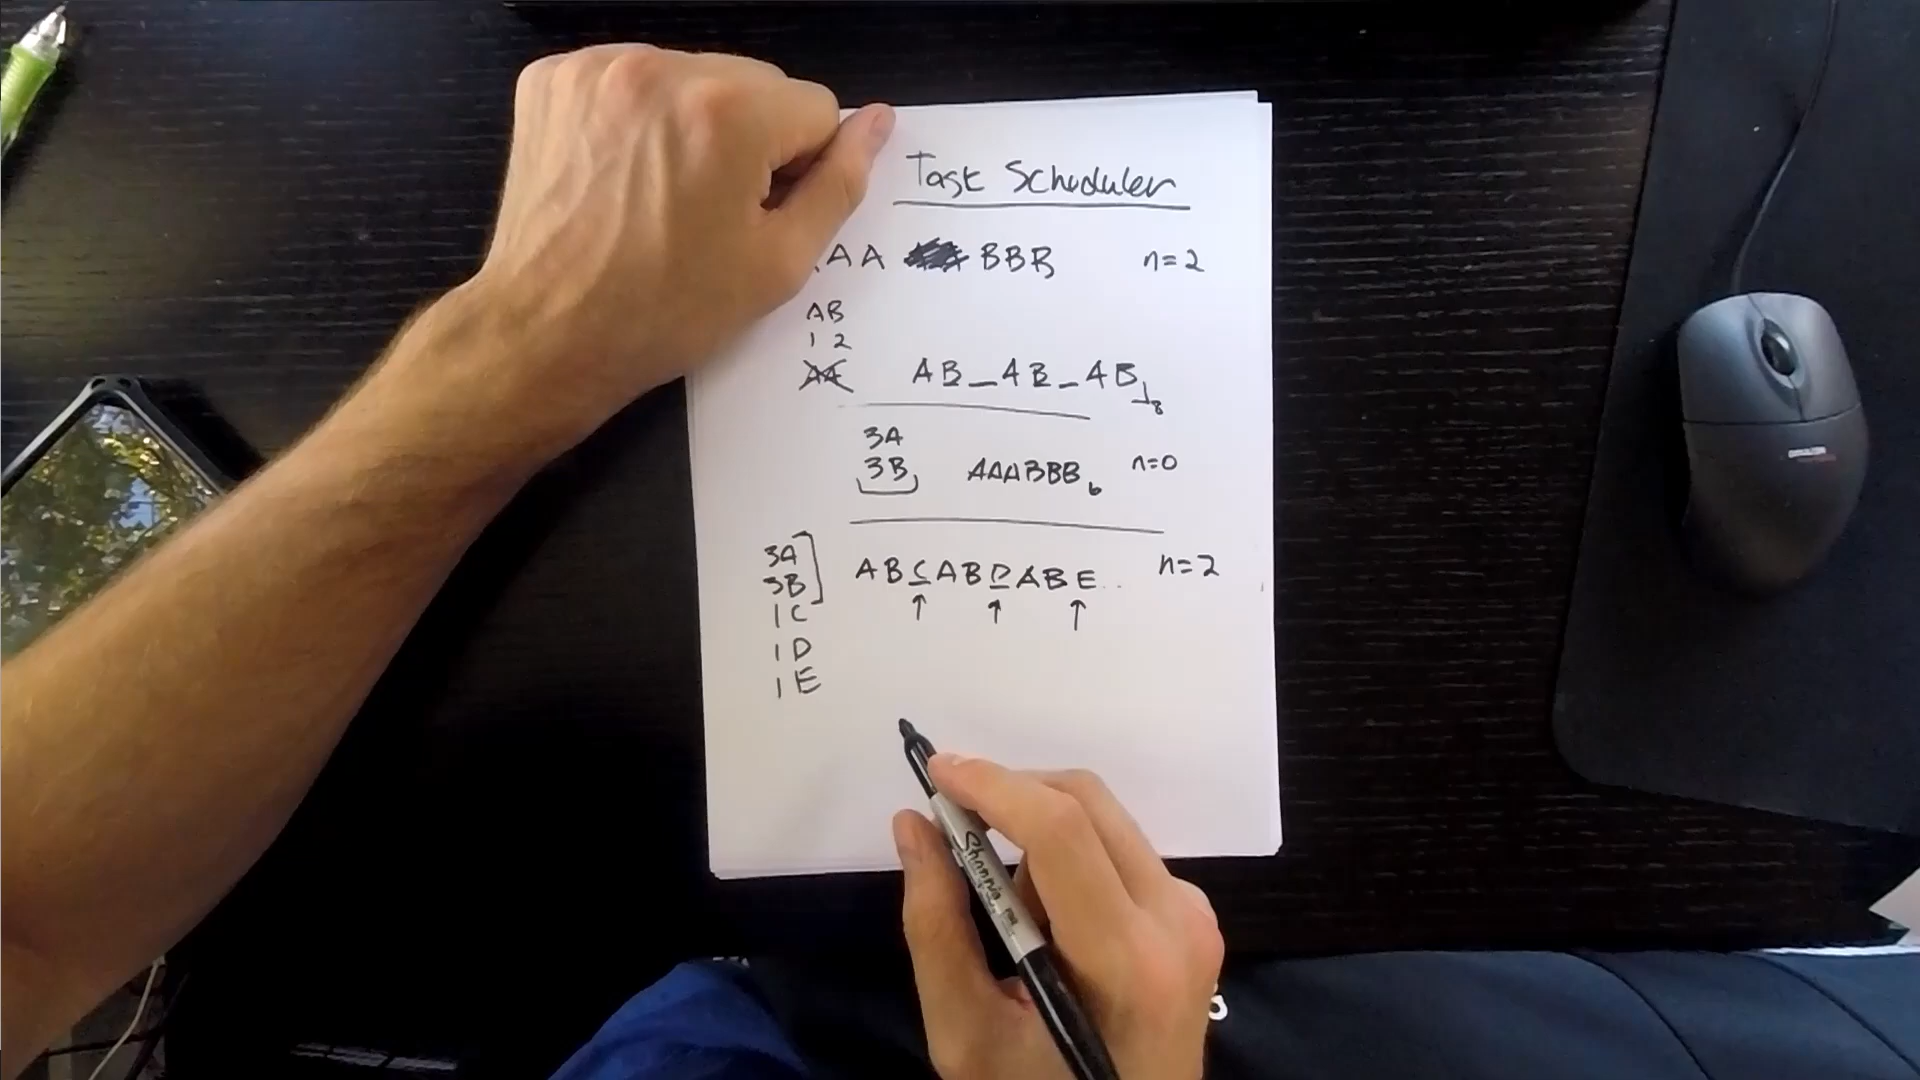 Task Scheduler
AA BBB n=2
AB
1 2
AA AB_AB_AB 8
3A
3B AAABBB 6 n=0
3A
3B ABCABDABE.. n=2
1C
1D
1E
Sharpie